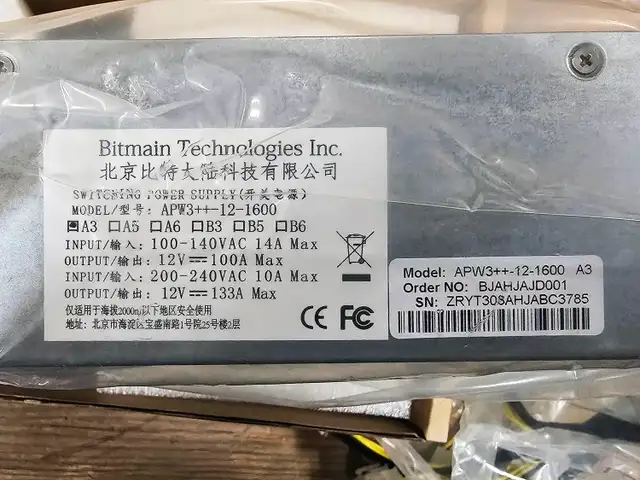 Bitmain Technologies Inc.
北京比特大陆科技有限公司
SWITCHING POWER SUPPLY(开关电源)
MODEL/型号: APW3++-12-1600
A3 A5 A6 B3 B5 B6
INPUT/输入: 100-140VAC 14A Max
OUTPUT/输出: 12V 100A Max
INPUT/输入: 200-240VAC 10A Max
OUTPUT/输出: 12V 133A Max
仅适用于海拔2000m以下地区安全使用
地址: 北京市海淀区宝盛南路1号院25号楼2层
CE FC
Model: APW3++-12-1600 A3
Order NO: BJAHJAJD001
SN: ZRYT308AHJABC3785